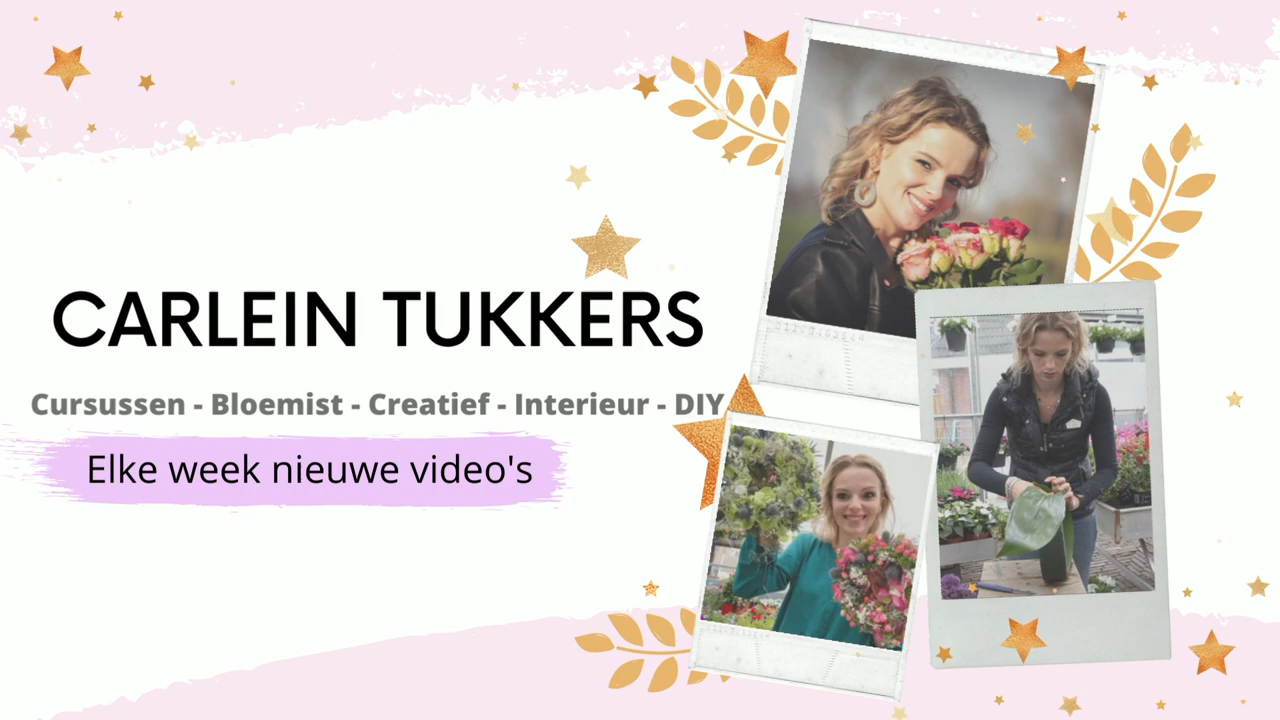 CARLEIN TUKKERS
Cursussen - Bloemist - Creatief - Interieur - DIY
Elke week nieuwe video's